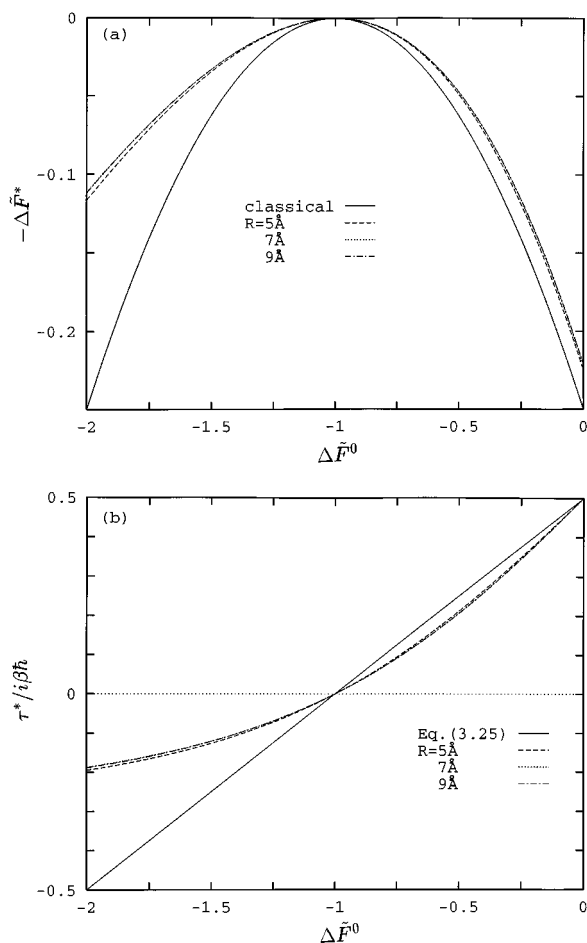 (a)
0
-0.1
-0.2
−ΔF̃*
classical
R=5Å
7Å
9Å
-2
-1.5
-1
-0.5
0
ΔF̃⁰
(b)
0.5
0
-0.5
τ*/iβħ
Eq.(3.25)
R=5Å
7Å
9Å
-2
-1.5
-1
-0.5
0
ΔF̃⁰